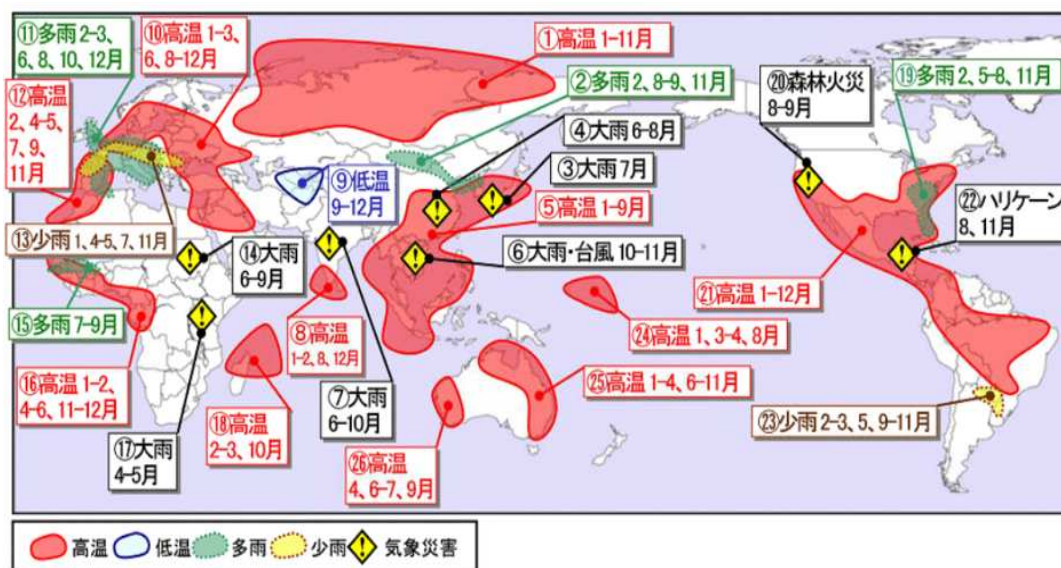 ⑪多雨 2-3、
6、8、10、12月
⑩高温 1-3、
6、8-12月
①高温 1-11月
②多雨 2、8-9、11月
⑳森林火災
8-9月
⑲多雨 2、5-8、11月
⑫高温
2、4-5、
7、9、
11月
④大雨 6-8月
③大雨 7月
⑨低温
9-12月
⑤高温 1-9月
㉒ハリケーン
8、11月
⑬少雨 1、4-5、7、11月
⑭大雨
6-9月
⑥大雨・台風 10-11月
㉑高温 1-12月
⑮多雨 7-9月
⑧高温
1-2、8、12月
㉔高温 1、3-4、8月
⑯高温 1-2、
4-6、11-12月
⑦大雨
6-10月
㉕高温 1-4、6-11月
㉓少雨 2-3、5、9-11月
⑰大雨
4-5月
⑱高温
2-3、10月
㉖高温
4、6-7、9月
高温 低温 多雨 少雨 気象災害